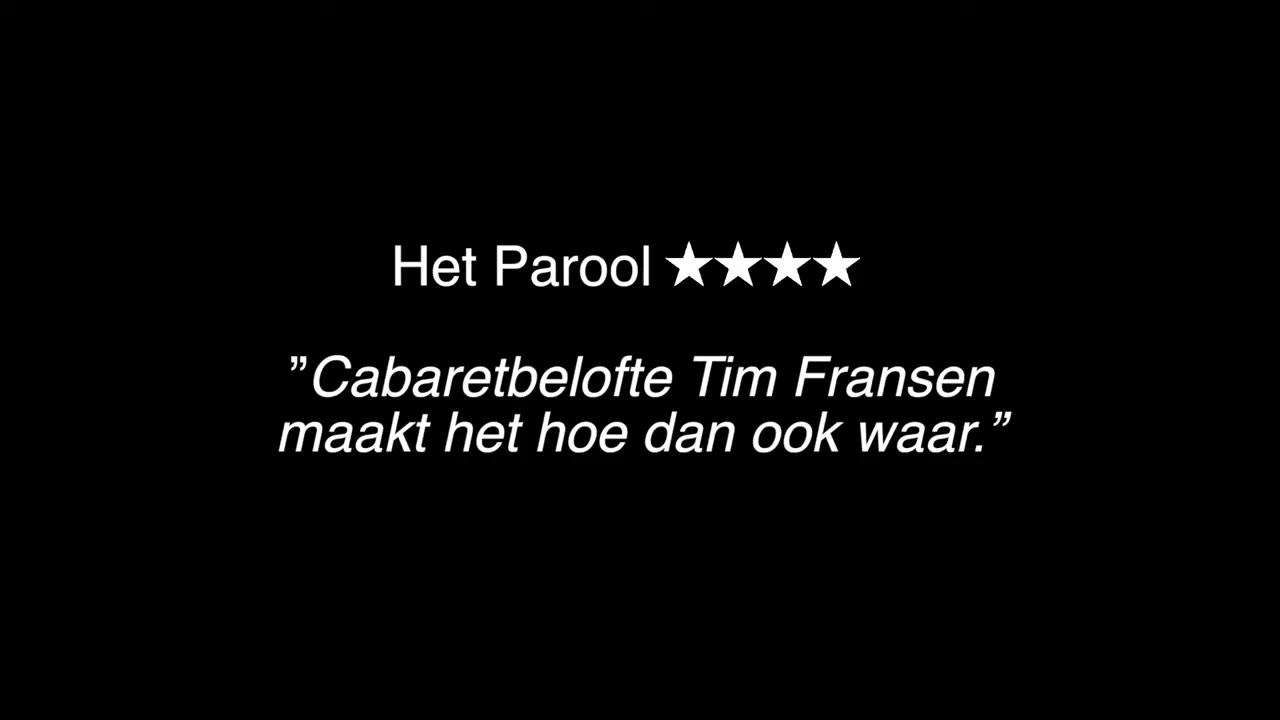 Het Parool ★★★★
”Cabaretbelofte Tim Fransen
maakt het hoe dan ook waar.”